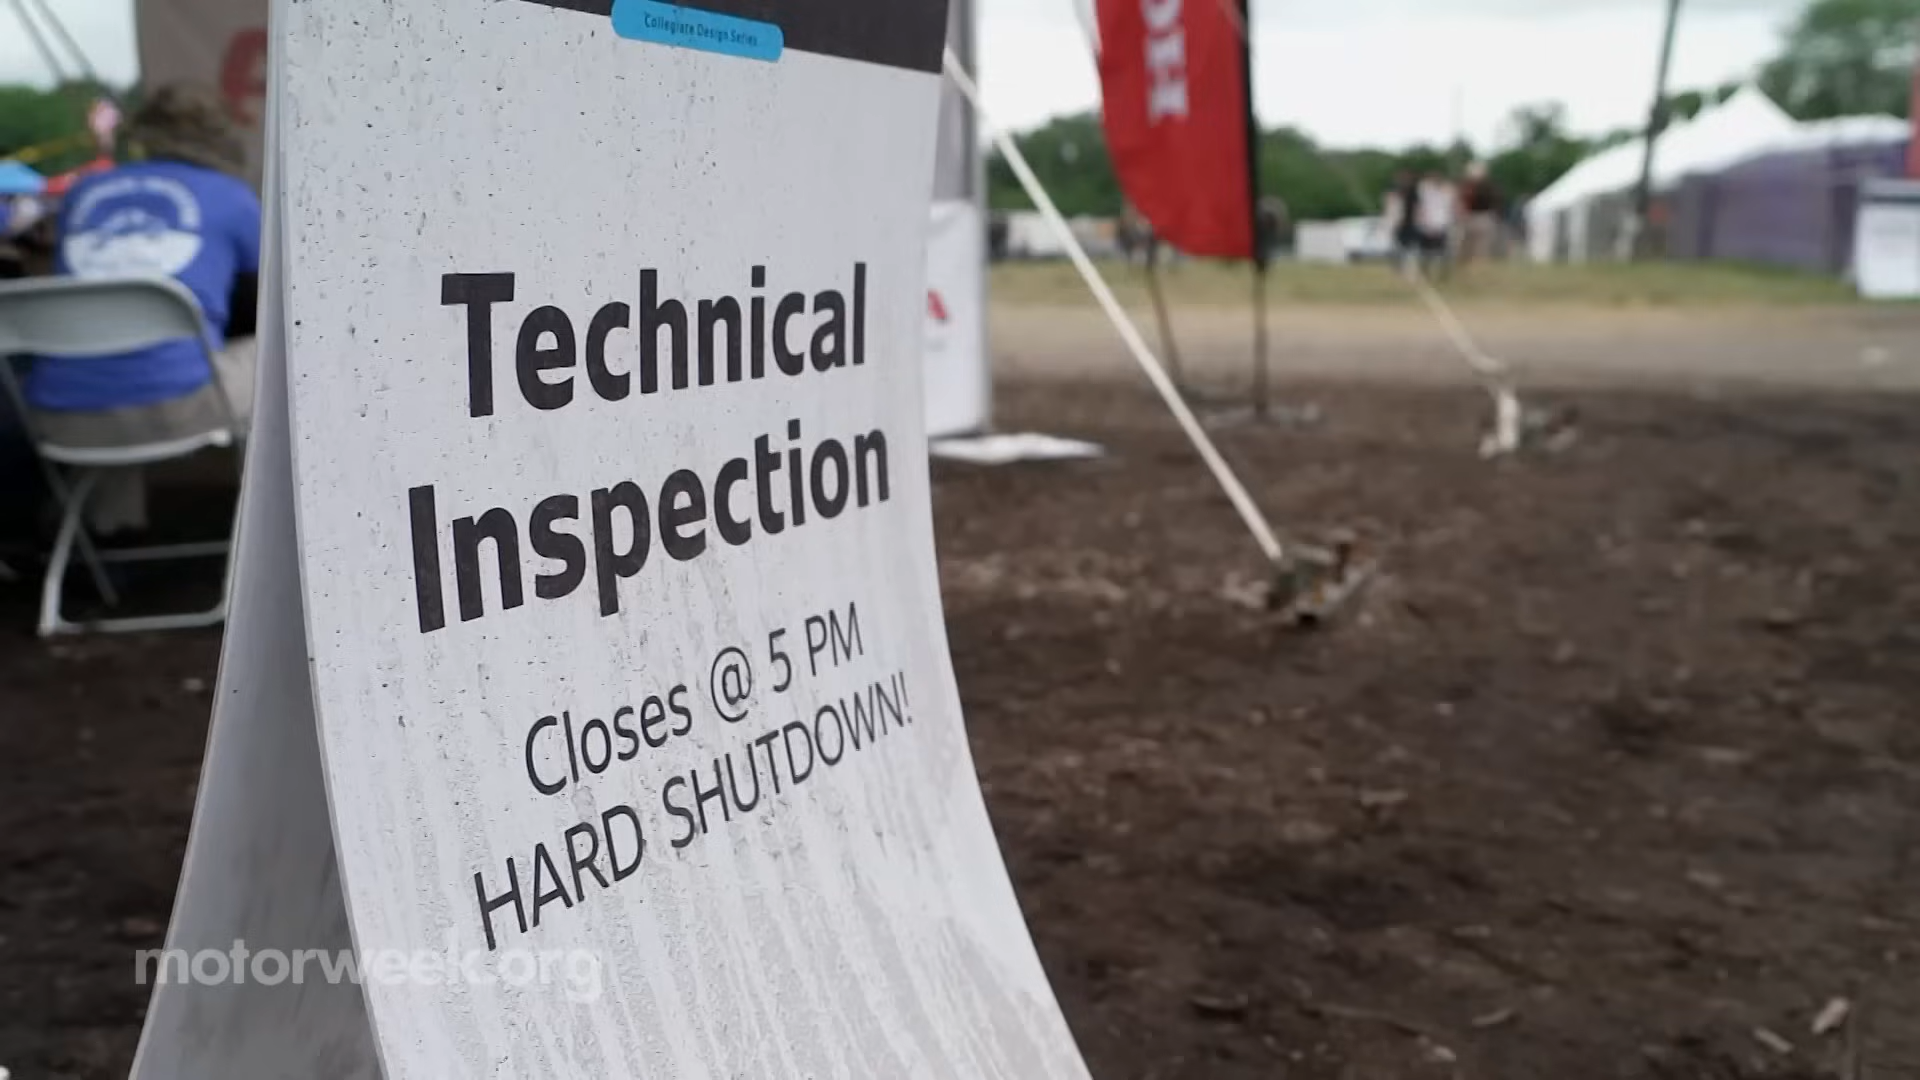 Collegiate Design Series
Technical
Inspection
Closes @ 5 PM
HARD SHUTDOWN!
motorweek.org